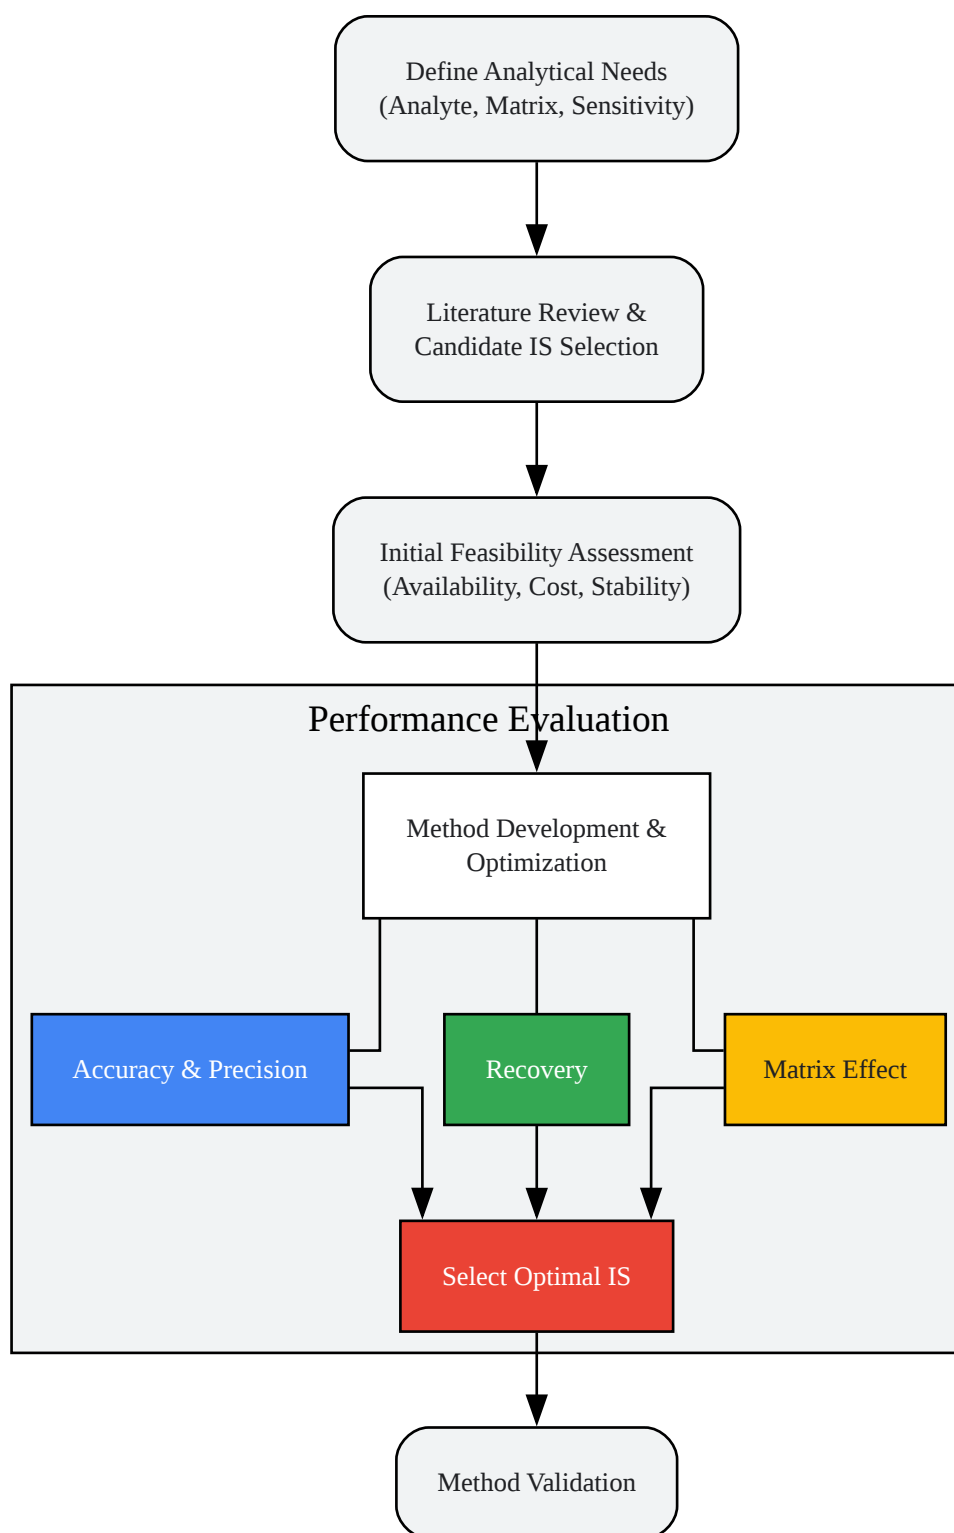 Define Analytical Needs
(Analyte, Matrix, Sensitivity)
Literature Review &
Candidate IS Selection
Initial Feasibility Assessment
(Availability, Cost, Stability)
Performance Evaluation
Method Development &
Optimization
Accuracy & Precision
Recovery
Matrix Effect
Select Optimal IS
Method Validation